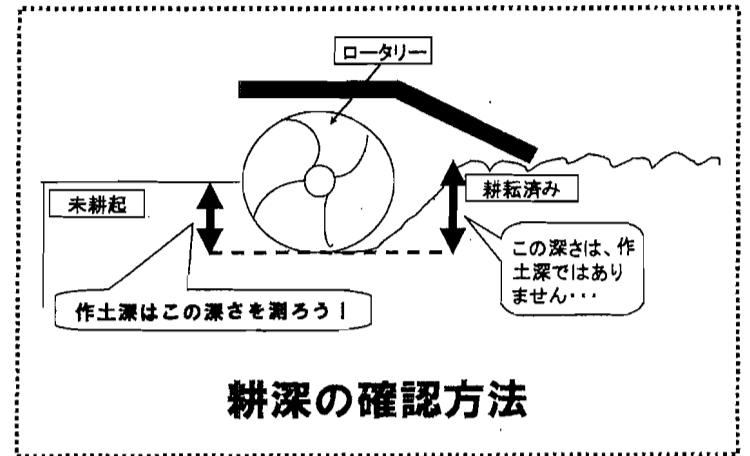 ロータリー
未耕起
耕耘済み
この深さは、作
土深ではあり
ません・・・
作土深はこの深さを測ろう！
耕深の確認方法